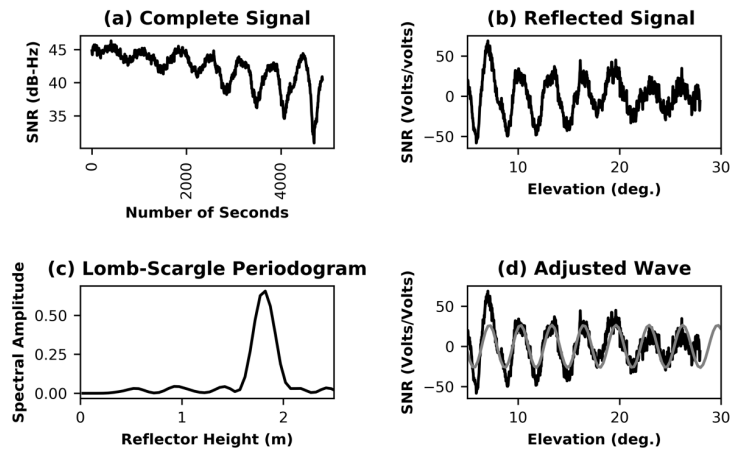 (a) Complete Signal
SNR (dB-Hz)
45
40
35
0
2000
4000
Number of Seconds
(b) Reflected Signal
SNR (Volts/volts)
50
0
−50
10
20
30
Elevation (deg.)
(c) Lomb-Scargle Periodogram
Spectral Amplitude
0.50
0.25
0.00
0
1
2
Reflector Height (m)
(d) Adjusted Wave
SNR (Volts/Volts)
50
0
−50
10
20
30
Elevation (deg.)